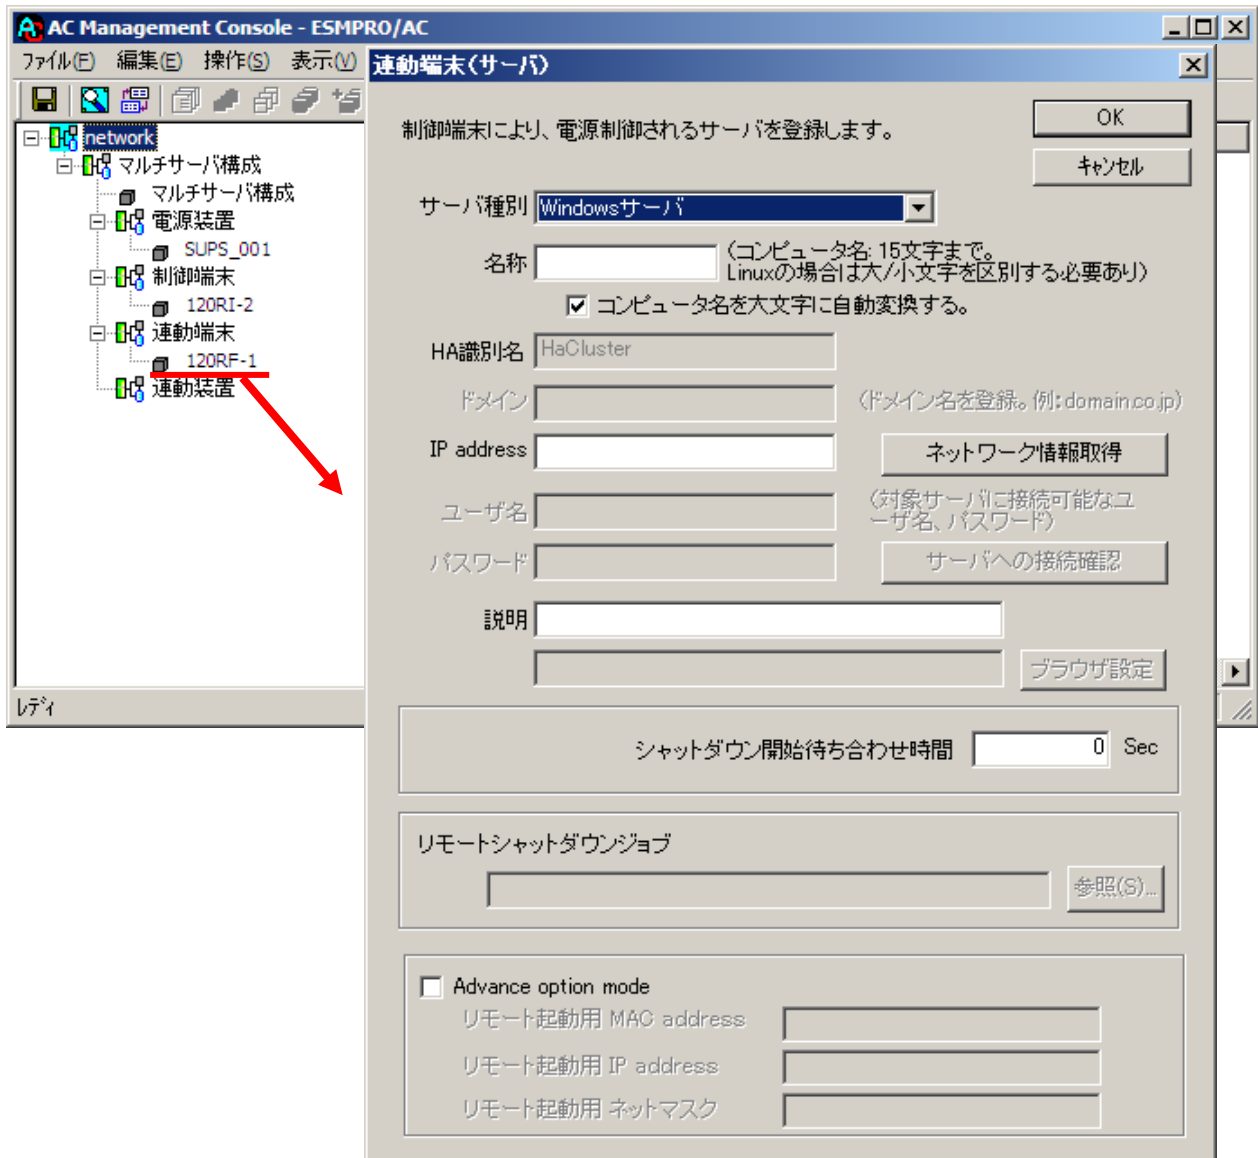 AC Management Console - ESMPRO/AC
ファイル(F) 編集(E) 操作(S) 表示(V)
network
マルチサーバ構成
マルチサーバ構成
電源装置
SUPS_001
制御端末
120RI-2
連動端末
120RF-1
連動装置
レディ
連動端末(サーバ)
制御端末により、電源制御されるサーバを登録します。
OK
キャンセル
サーバ種別 Windowsサーバ
名称 (コンピュータ名: 15文字まで。
Linuxの場合は大/小文字を区別する必要あり)
コンピュータ名を大文字に自動変換する。
HA識別名 HaCluster
ドメイン (ドメイン名を登録。例:domain.co.jp)
IP address ネットワーク情報取得
ユーザ名 (対象サーバに接続可能なユ
ーザ名、パスワード)
パスワード サーバへの接続確認
説明
ブラウザ設定
シャットダウン開始待ち合わせ時間 0 Sec
リモートシャットダウンジョブ
参照(S)...
Advance option mode
リモート起動用 MAC address
リモート起動用 IP address
リモート起動用 ネットマスク